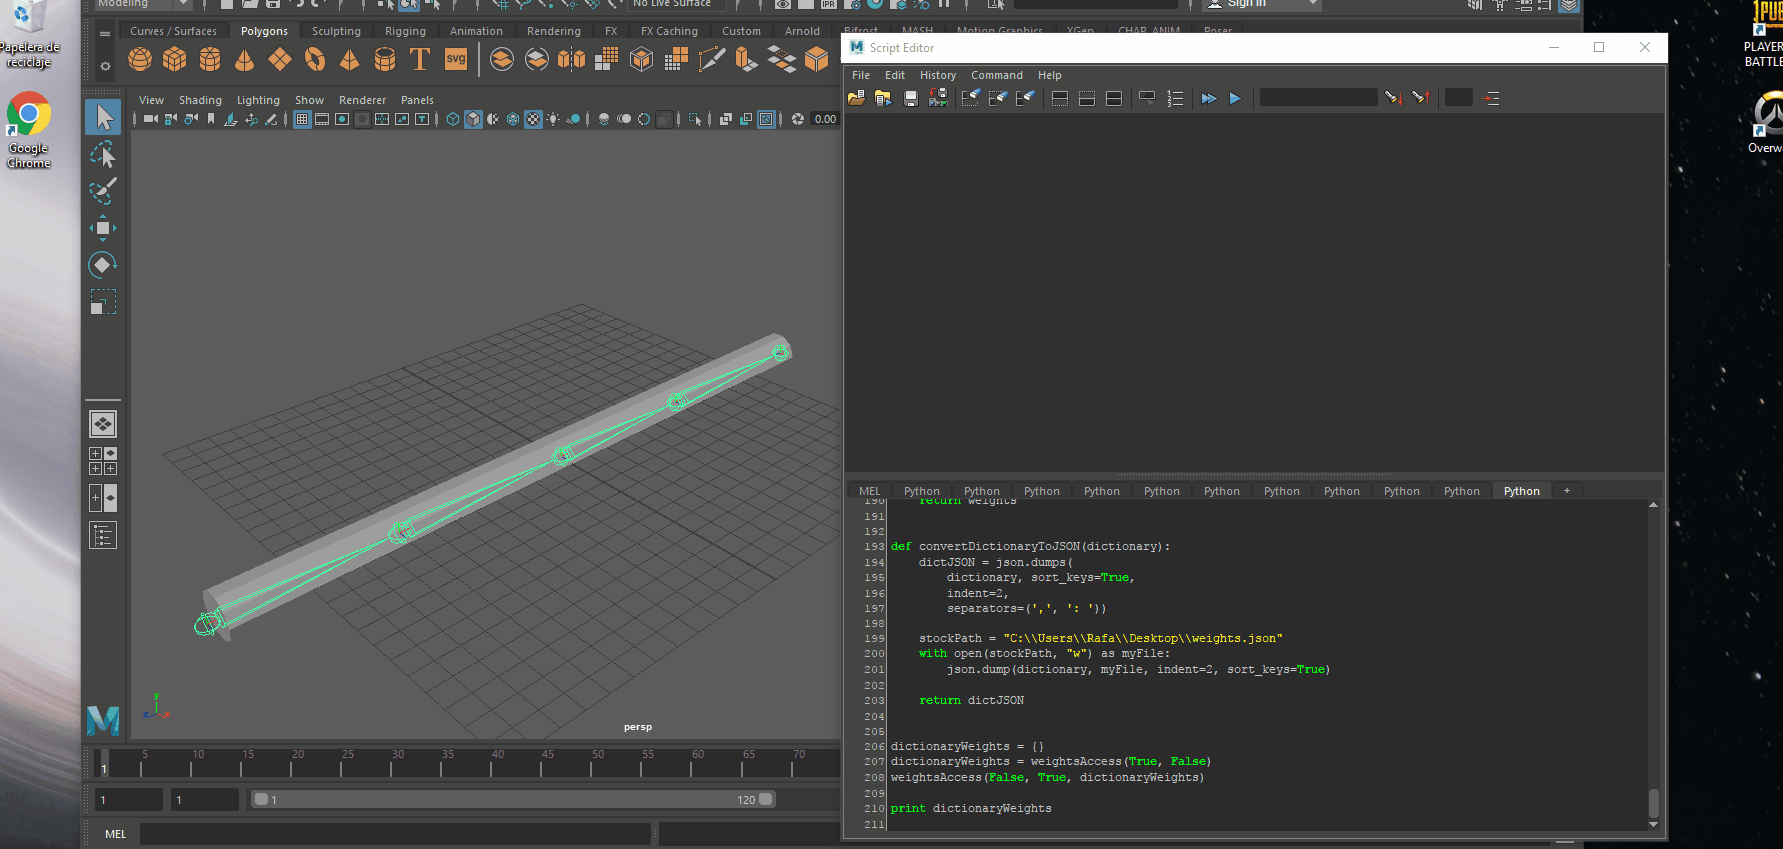 Modeling
No Live Surface
Sign In
Papelera de
reciclaje
Google
Chrome
PLAYER
BATTLE
Overwa
Curves / Surfaces Polygons Sculpting Rigging Animation Rendering FX FX Caching Custom Arnold Bifrost MASH Motion Graphics XGen CHAR_ANIM Poser
T SVG
IPR
View Shading Lighting Show Renderer Panels
0.00
Script Editor
File Edit History Command Help
MEL Python Python Python Python Python Python Python Python Python Python Python +
190 return weights
191
192
193 def convertDictionaryToJSON(dictionary):
194 dictJSON = json.dumps(
195 dictionary, sort_keys=True,
196 indent=2,
197 separators=(',', ': '))
198
199 stockPath = "C:\\Users\\Rafa\\Desktop\\weights.json"
200 with open(stockPath, "w") as myFile:
201 json.dump(dictionary, myFile, indent=2, sort_keys=True)
202
203 return dictJSON
204
205
206 dictionaryWeights = {}
207 dictionaryWeights = weightsAccess(True, False)
208 weightsAccess(False, True, dictionaryWeights)
209
210 print dictionaryWeights
211
y
z x
persp
M
1 5 10 15 20 25 30 35 40 45 50 55 60 65 70
1 1 1 120
MEL